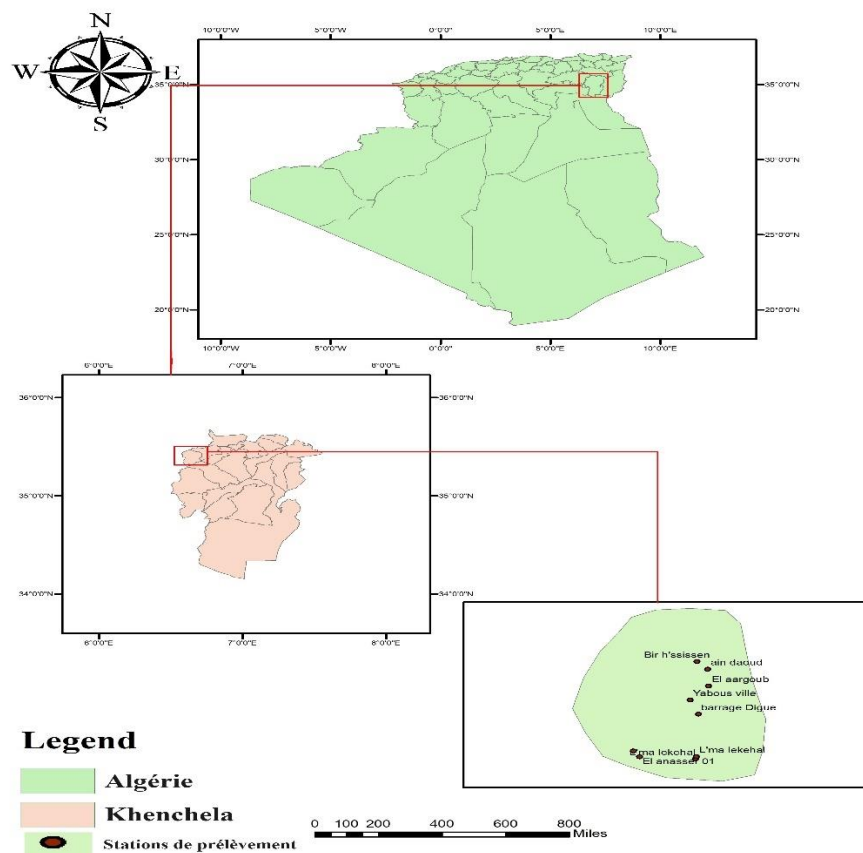 N
W E
S
10°0'0"W 5°0'0"W 0°0'0" 5°0'0"E 10°0'0"E
35°0'0"N 35°0'0"N
30°0'0"N 30°0'0"N
25°0'0"N 25°0'0"N
20°0'0"N 20°0'0"N
10°0'0"W 5°0'0"W 0°0'0" 5°0'0"E 10°0'0"E
6°0'0"E 7°0'0"E 8°0'0"E
36°0'0"N 36°0'0"N
35°0'0"N 35°0'0"N
34°0'0"N 34°0'0"N
6°0'0"E 7°0'0"E 8°0'0"E
Bir h'ssissen
ain daoud
El aargoub
Yabous ville
barrage Digue
L'ma lekehal
El anasser 01
Legend
Algérie
Khenchela
Stations de prélèvement
0 100 200 400 600 800
Miles